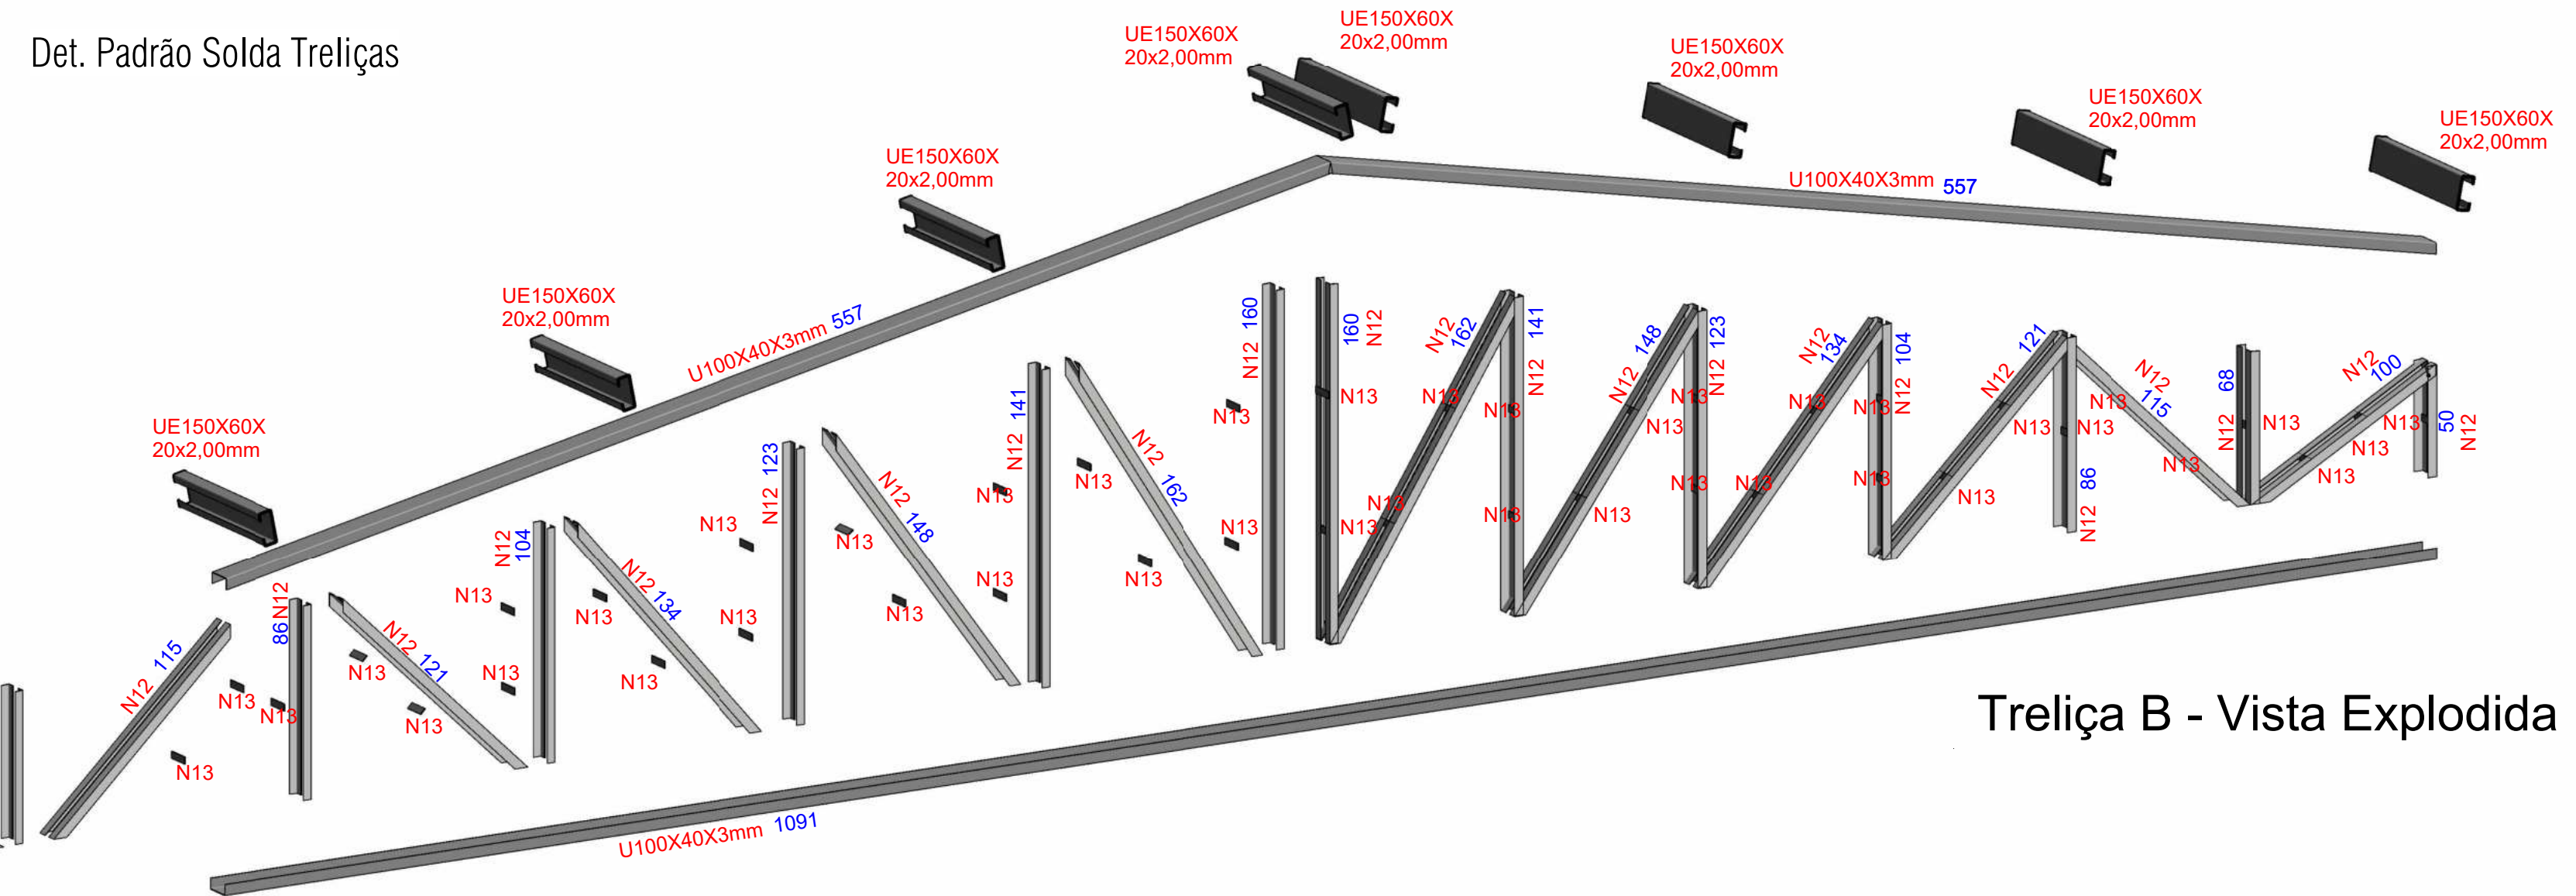 Det. Padrão Solda Treliças
UE150X60X
20x2,00mm
UE150X60X
20x2,00mm
UE150X60X
20x2,00mm
UE150X60X
20x2,00mm
UE150X60X
20x2,00mm
UE150X60X
20x2,00mm
UE150X60X
20x2,00mm
UE150X60X
20x2,00mm
U100X40X3mm 557
U100X40X3mm 557
N12 115
N13
N13
N13
86 N12
N12 121
N13
N13
N12 104
N13
N13
N12 134
N13
N13
N12 123
N13
N13
N12 148
N13
N13
N12 141
N13
N13
N12 162
N13
N13
N12 160
N13
N13
160 N12
N13
N13
N12 162
N13
N13
141 N12
N13
N13
N12 148
N13
N13
123 N12
N13
N13
N12 134
N13
N13
104 N12
N13
N13
N12 121
N13
N13
N12 86
N13
N12 115
N13
N13
N12 68
N13
N12 100
N13
N13
50 N12
N13
U100X40X3mm 1091
Treliça B - Vista Explodida